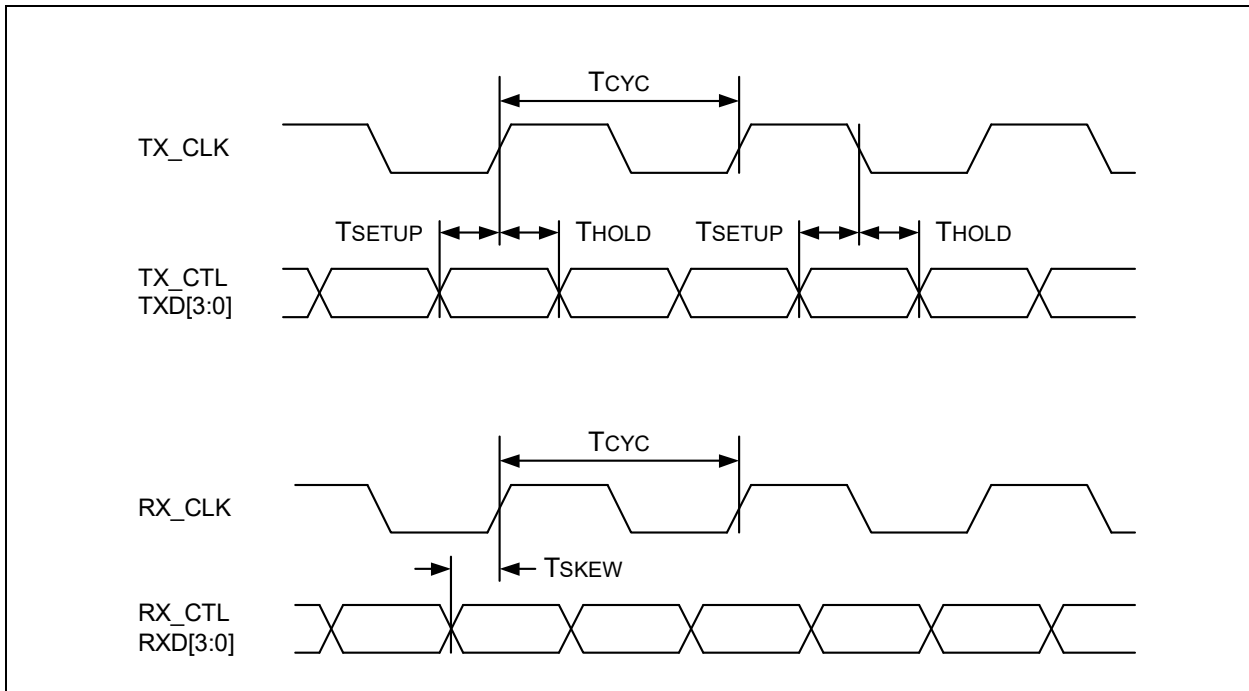 TCYC
TX_CLK
TSETUP THOLD TSETUP THOLD
TX_CTL
TXD[3:0]
TCYC
RX_CLK
TSKEW
RX_CTL
RXD[3:0]